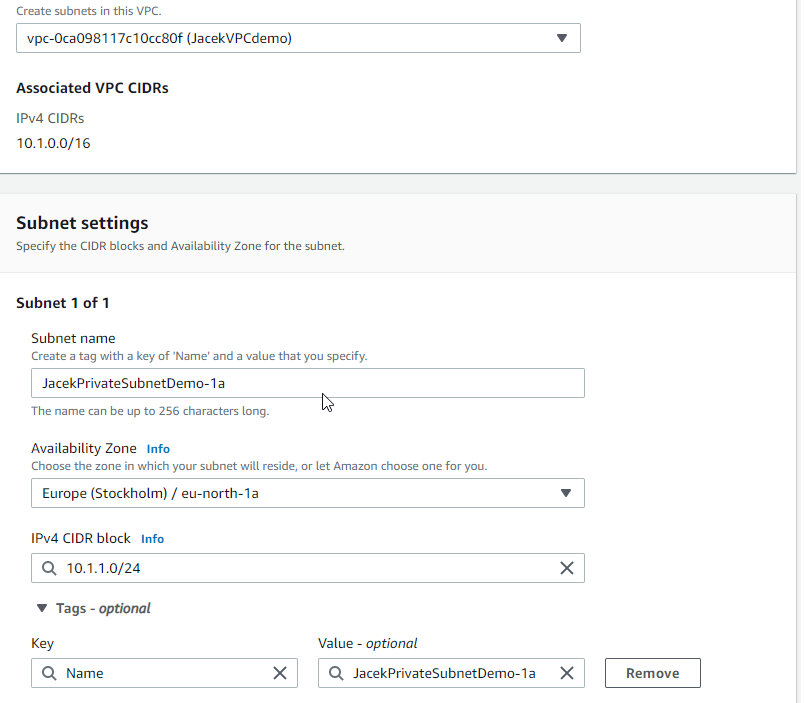 Create subnets in this VPC.
vpc-0ca098117c10cc80f (JacekVPCdemo)
Associated VPC CIDRs
IPv4 CIDRs
10.1.0.0/16
Subnet settings
Specify the CIDR blocks and Availability Zone for the subnet.
Subnet 1 of 1
Subnet name
Create a tag with a key of 'Name' and a value that you specify.
JacekPrivateSubnetDemo-1a
The name can be up to 256 characters long.
Availability Zone Info
Choose the zone in which your subnet will reside, or let Amazon choose one for you.
Europe (Stockholm) / eu-north-1a
IPv4 CIDR block Info
10.1.1.0/24
Tags - optional
Key Value - optional
Name JacekPrivateSubnetDemo-1a Remove